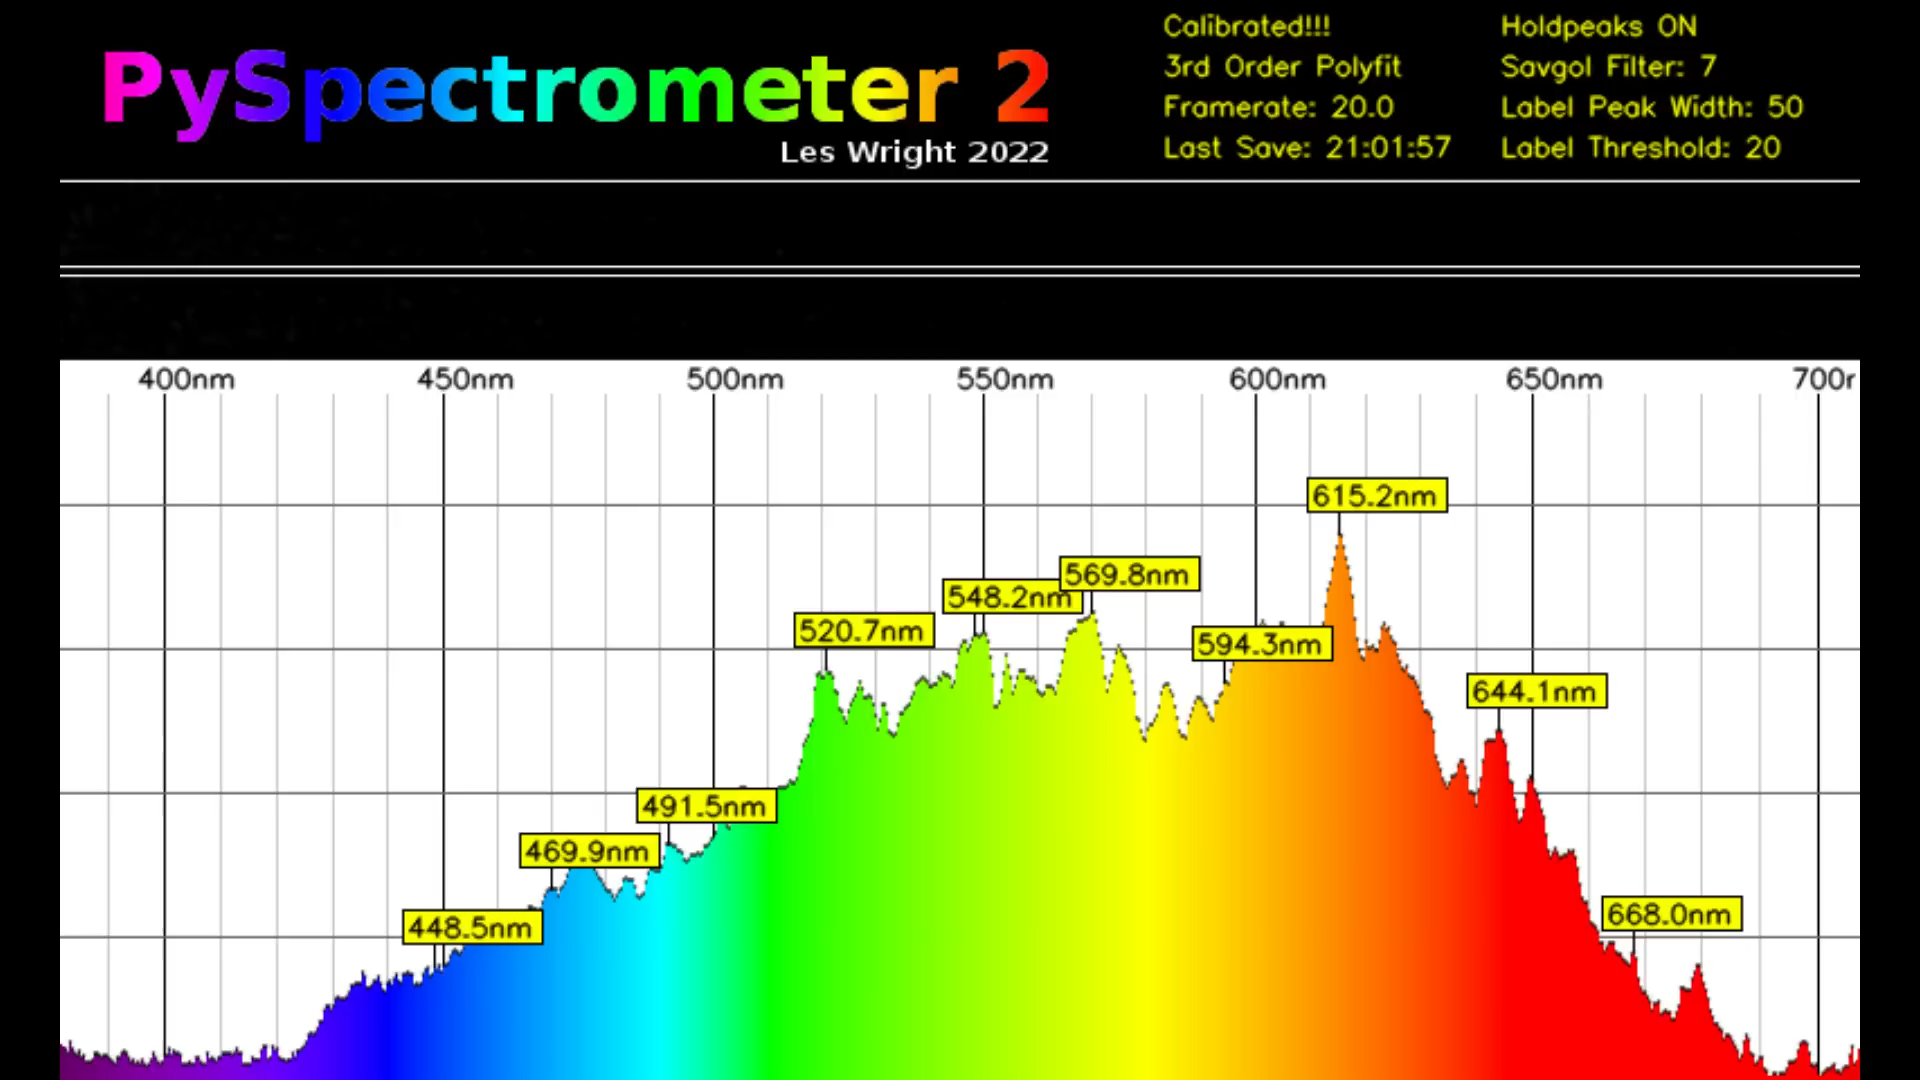 Calibrated!!! Holdpeaks ON
PySpectrometer 2
3rd Order Polyfit Savgol Filter: 7
Framerate: 20.0 Label Peak Width: 50
Les Wright 2022
Last Save: 21:01:57 Label Threshold: 20
400nm 450nm 500nm 550nm 600nm 650nm 700r
615.2nm
569.8nm
548.2nm
520.7nm
594.3nm
644.1nm
491.5nm
469.9nm
668.0nm
448.5nm